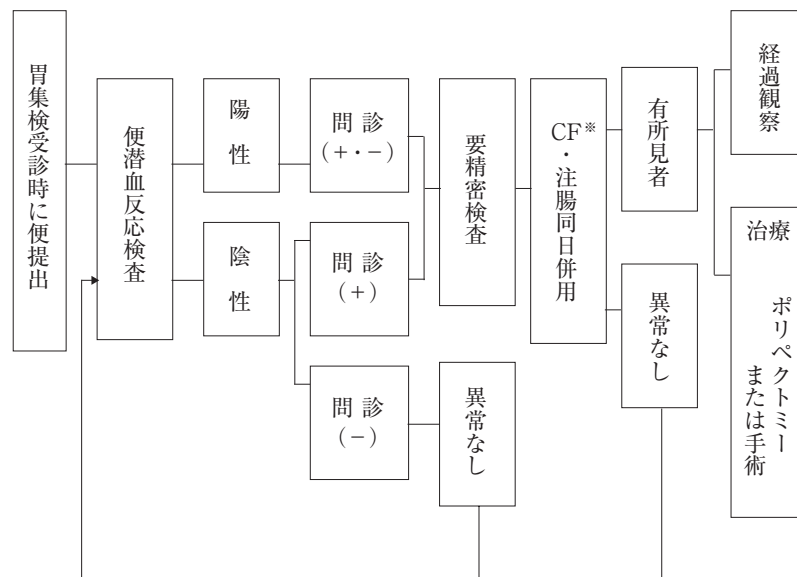 胃集検受診時に便提出
便潜血反応検査
陽性
陰性
問診
(+・−)
問診
(+)
問診
(−)
要精密検査
異常なし
CF※・注腸同日併用
有所見者
異常なし
経過観察
治療
ポリペクトミー
または手術